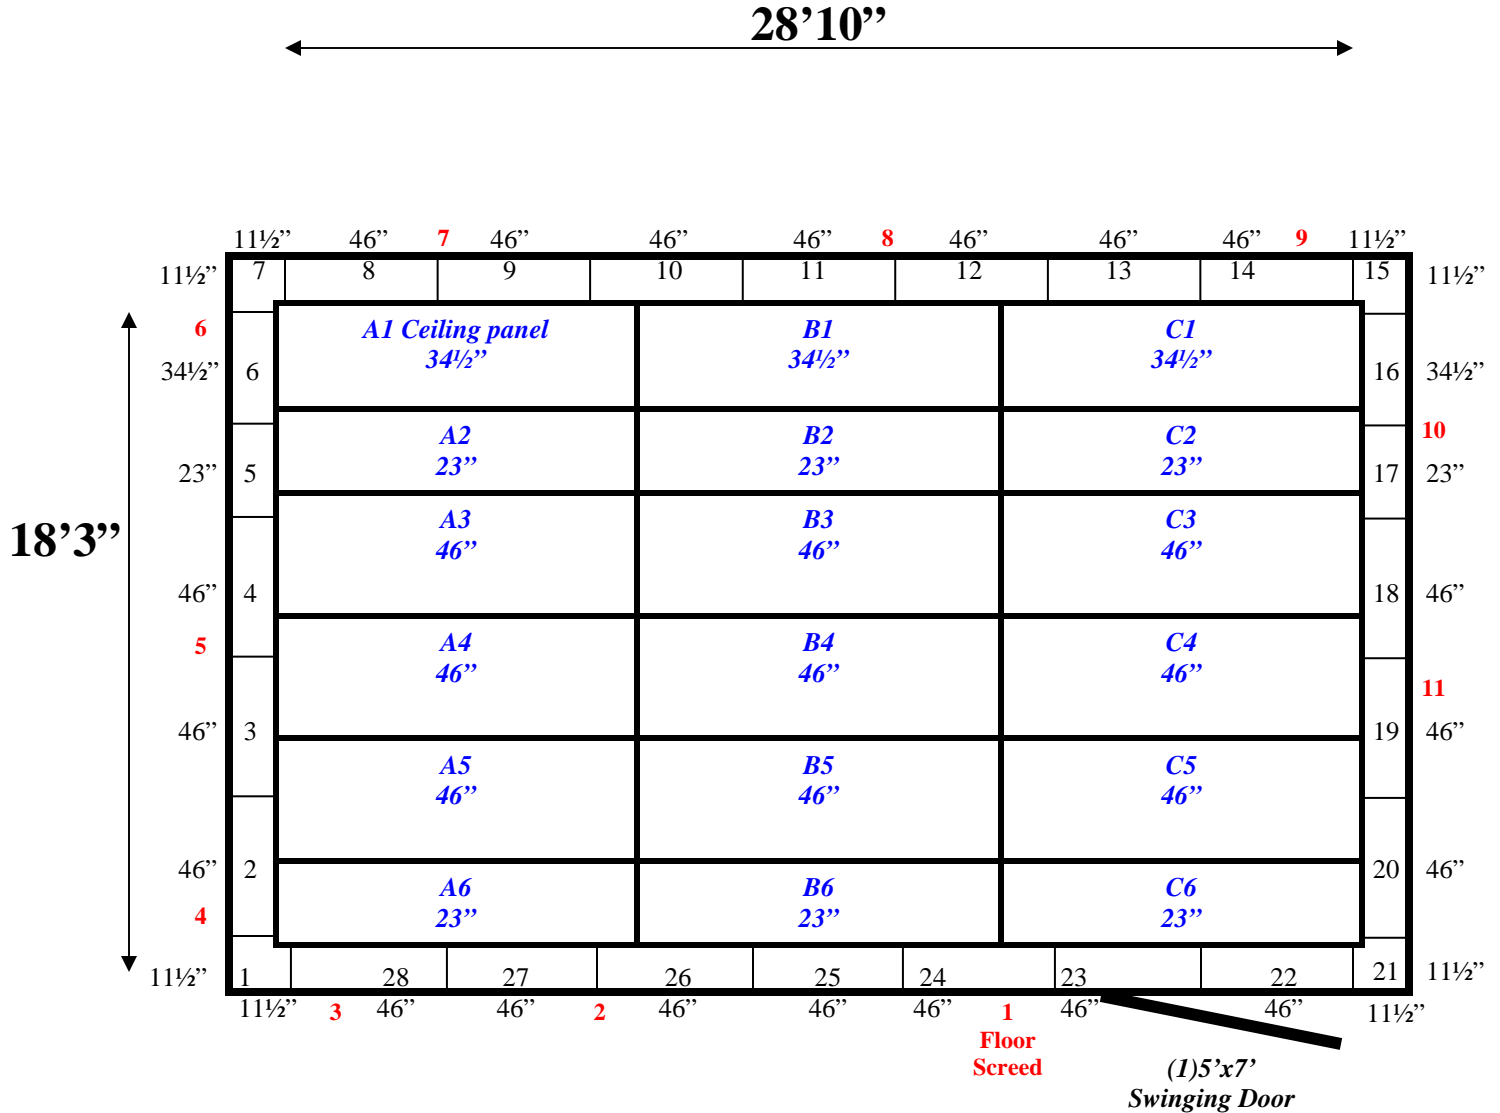 28’10”
11½” 46” 7 46” 46” 46” 8 46” 46” 46” 9 11½”
11½” 7 8 9 10 11 12 13 14 15 11½”
6 A1 Ceiling panel B1 C1
34½” 34½” 34½”
34½” 6 16 34½”
10
A2 B2 C2
23” 23” 23”
23” 5 17 23”
A3 B3 C3
18’3” 46” 46” 46”
46” 4 18 46”
5 A4 B4 C4
46” 46” 46”
11
46” 3 19 46”
A5 B5 C5
46” 46” 46”
46” 2 20 46”
4 A6 B6 C6
23” 23” 23”
11½” 1 28 27 26 25 24 23 22 21 11½”
11½” 3 46” 46” 2 46” 46” 46” 1 46” 46” 11½”
Floor
Screed
(1)5’x7’
Swinging Door